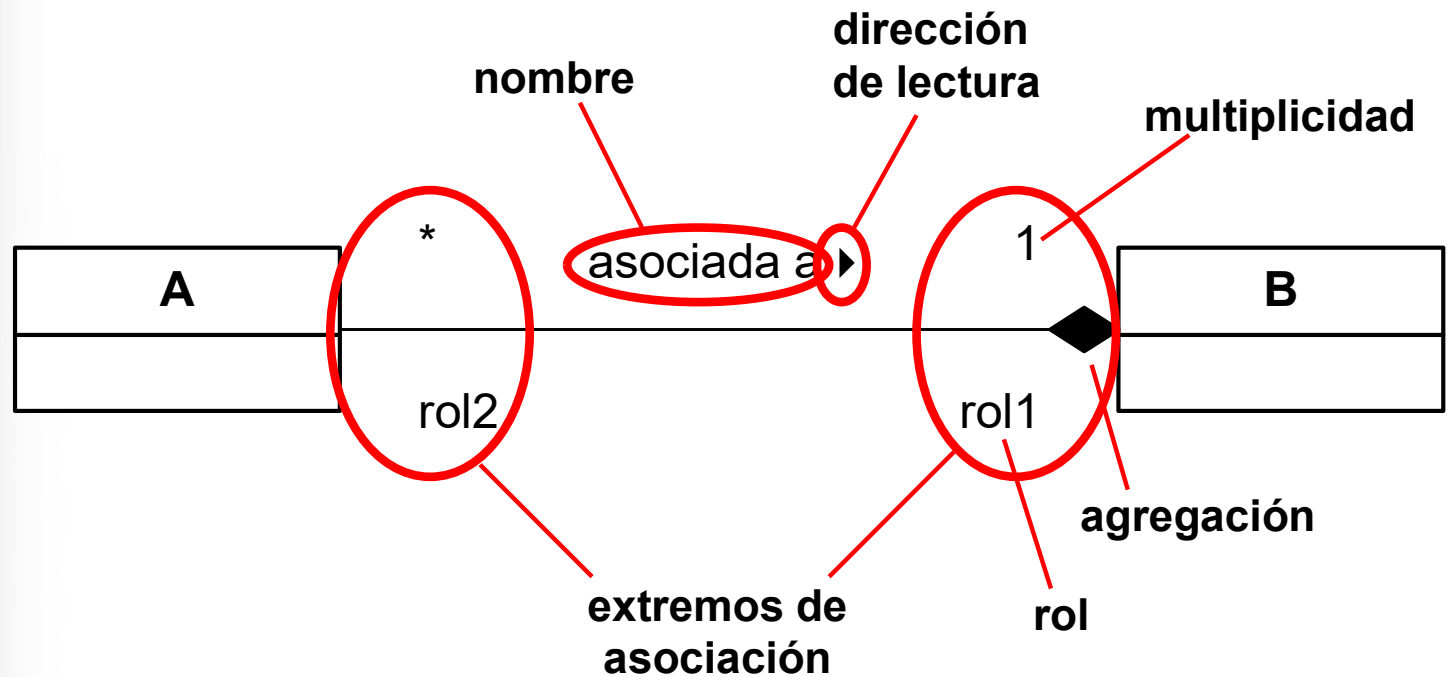 dirección
de lectura
nombre
multiplicidad
*
asociada a
1
A
B
rol2
rol1
agregación
extremos de
asociación
rol